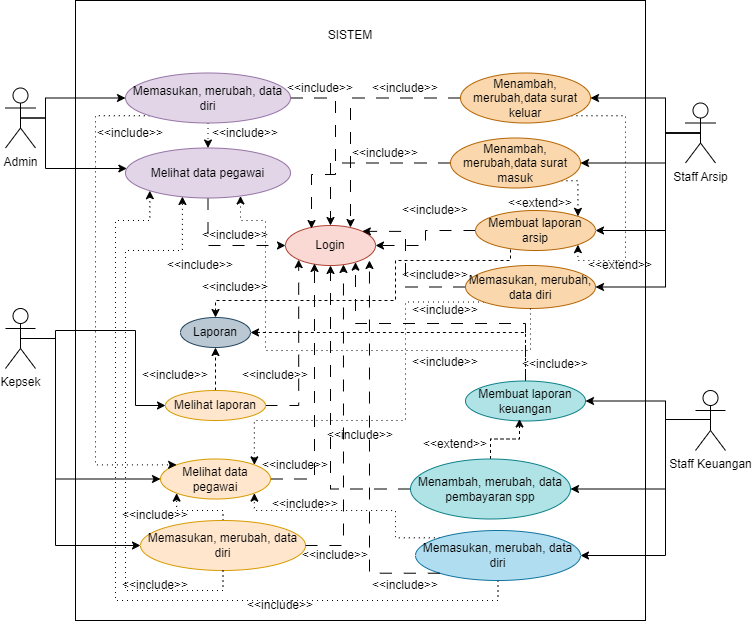 SISTEM
Memasukan, merubah, data
diri
<<include>>
<<include>>
Menambah,
merubah,data surat
keluar
<<include>>
<<include>>
Admin
Melihat data pegawai
<<include>>
Menambah,
merubah,data surat
masuk
Staff Arsip
<<extend>>
<<include>>
Membuat laporan
arsip
<<include>>
Login
<<include>>
<<extend>>
<<include>>
Memasukan, merubah,
data diri
<<include>>
<<include>>
Laporan
<<include>>
<<include>>
Kepsek
<<include>>
<<include>>
Melihat laporan
Membuat laporan
keuangan
<<include>>
<<extend>>
Staff Keuangan
Melihat data
pegawai
<<include>>
Menambah, merubah, data
pembayaran spp
<<include>>
<<include>>
Memasukan, merubah, data
diri
<<include>>
Memasukan, merubah, data
diri
<<include>>
<<include>>
<<include>>